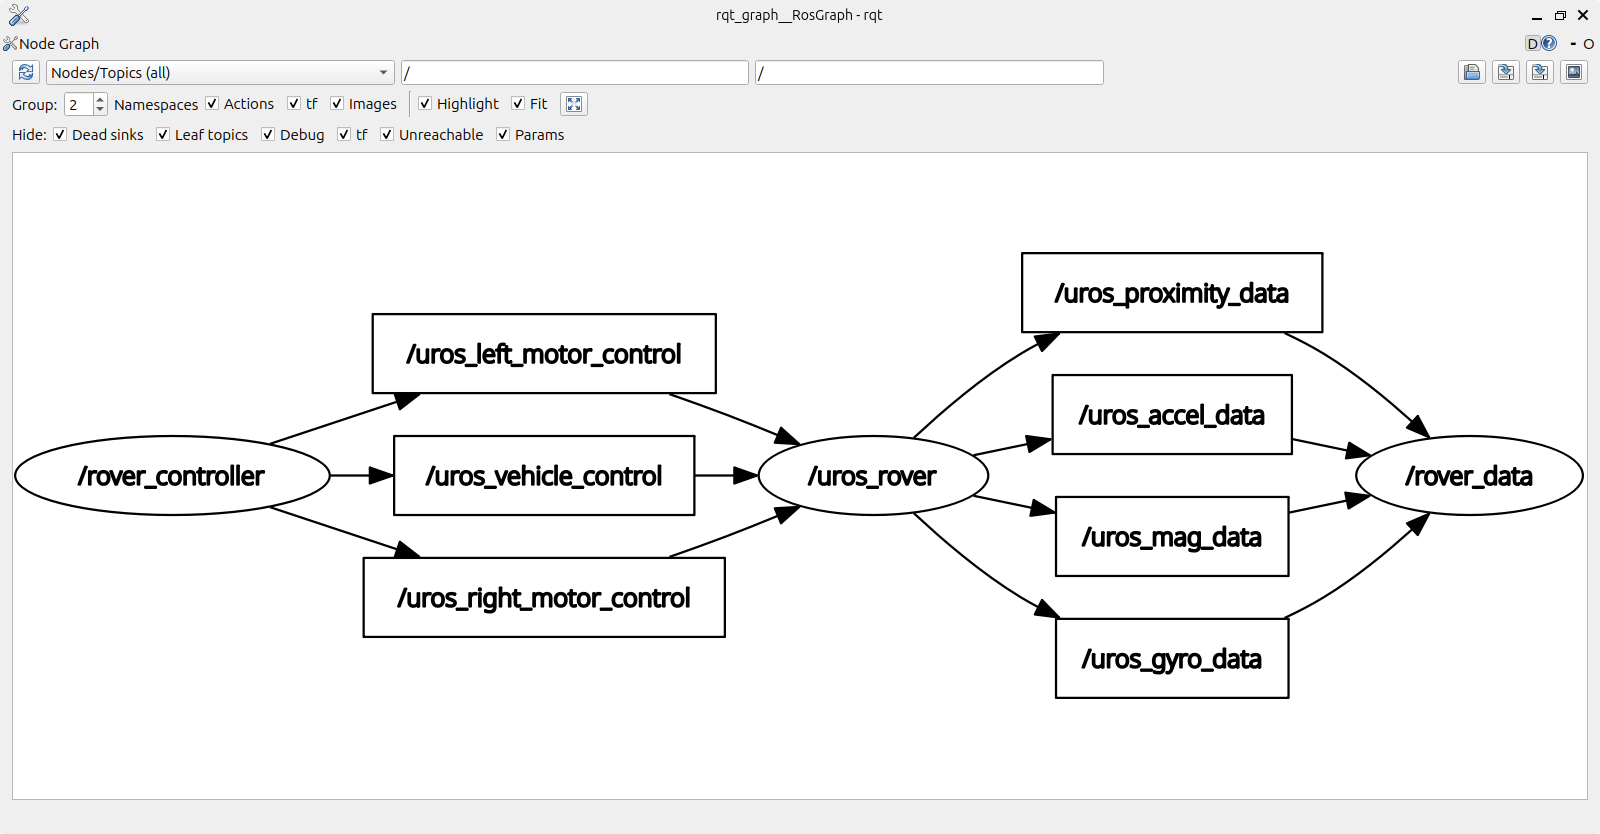 rqt_graph__RosGraph - rqt
Node Graph
D
?
- O
Nodes/Topics (all)
/
/
Group: 2 Namespaces Actions tf Images Highlight Fit
Hide: Dead sinks Leaf topics Debug tf Unreachable Params
/uros_proximity_data
/uros_left_motor_control
/uros_accel_data
/rover_controller
/uros_vehicle_control
/uros_rover
/rover_data
/uros_mag_data
/uros_right_motor_control
/uros_gyro_data